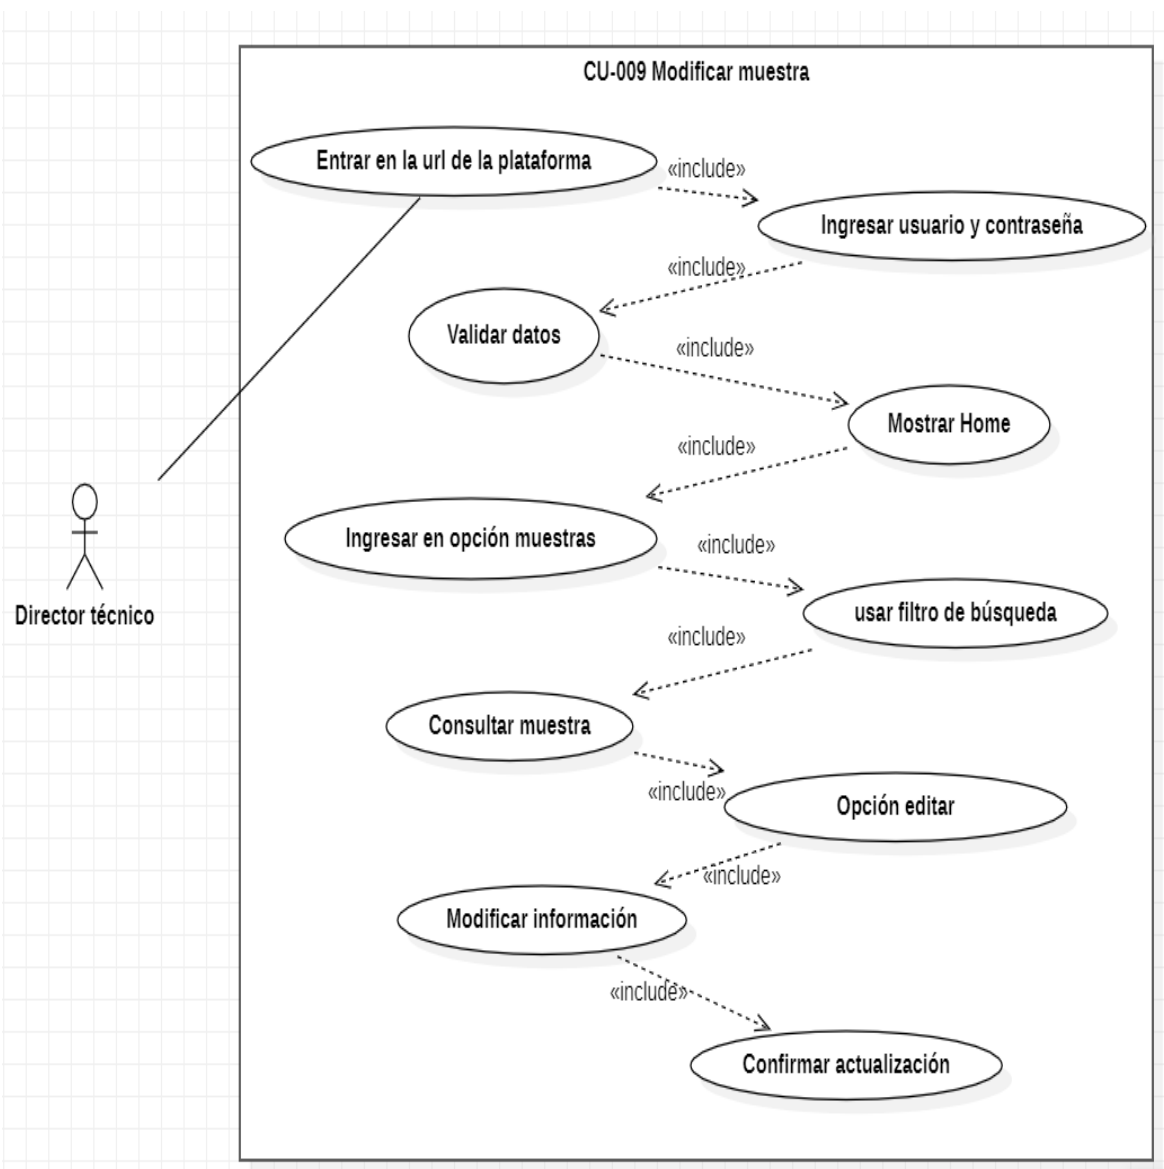 CU-009 Modificar muestra
Entrar en la url de la plataforma
«include»
Ingresar usuario y contraseña
«include»
Validar datos
«include»
Mostrar Home
«include»
Ingresar en opción muestras
«include»
usar filtro de búsqueda
Director técnico
«include»
Consultar muestra
«include»
Opción editar
«include»
Modificar información
«include»
Confirmar actualización